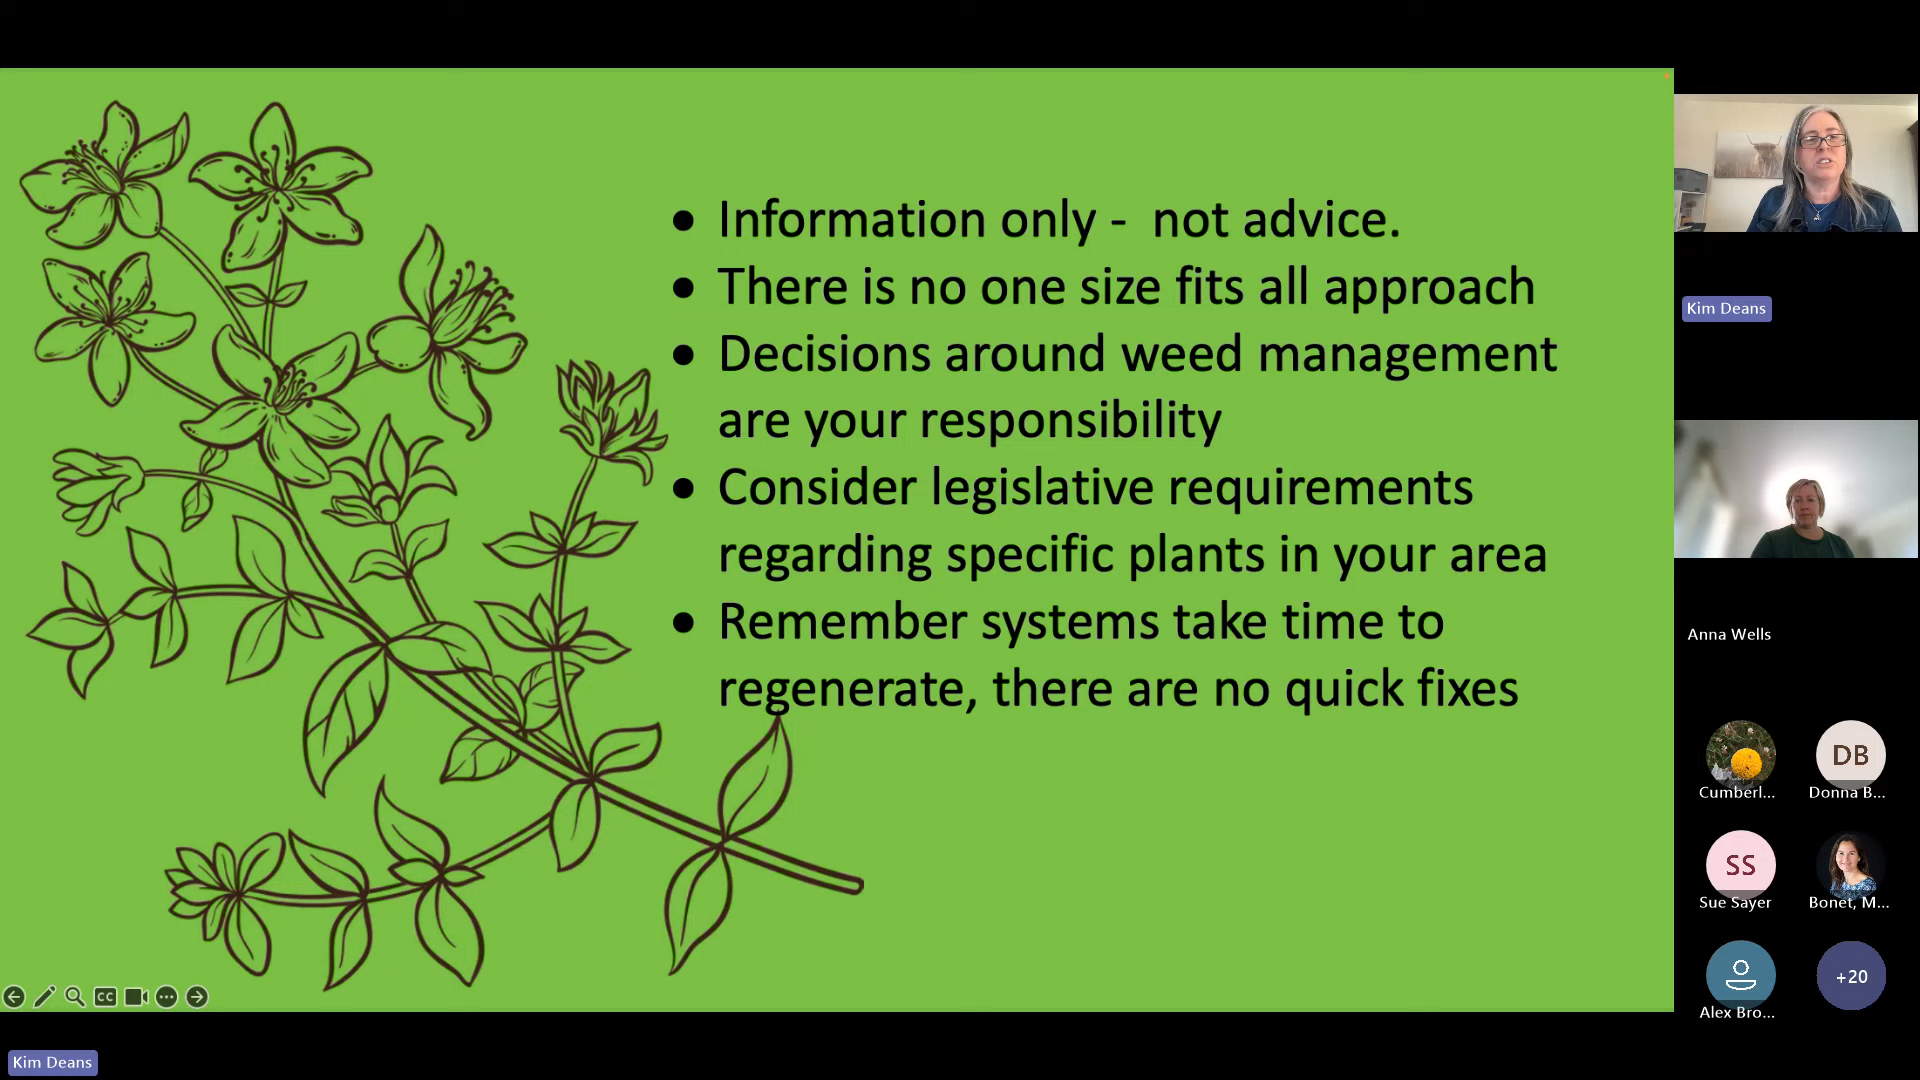 • Information only -  not advice.
• There is no one size fits all approach
• Decisions around weed management
are your responsibility
• Consider legislative requirements
regarding specific plants in your area
• Remember systems take time to
regenerate, there are no quick fixes
Kim Deans
Anna Wells
DB
Cumberl...
Donna B...
SS
Sue Sayer
Bonet, M...
+20
Alex Bro...
CC
Kim Deans